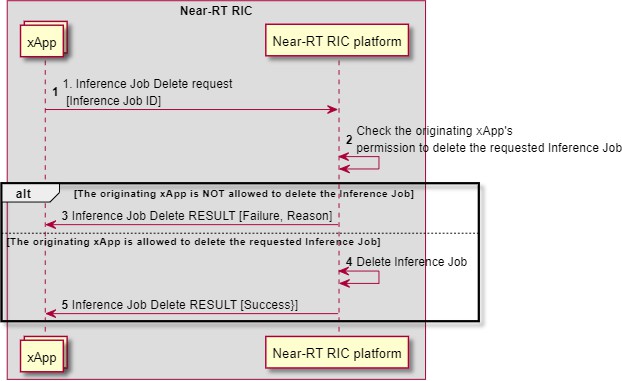 Near-RT RIC
xApp
Near-RT RIC platform
1 1. Inference Job Delete request
[Inference Job ID]
2 Check the originating xApp's
permission to delete the requested Inference Job
alt [The originating xApp is NOT allowed to delete the Inference Job]
3 Inference Job Delete RESULT [Failure, Reason]
[The originating xApp is allowed to delete the requested Inference Job]
4 Delete Inference Job
5 Inference Job Delete RESULT [Success}]
xApp
Near-RT RIC platform